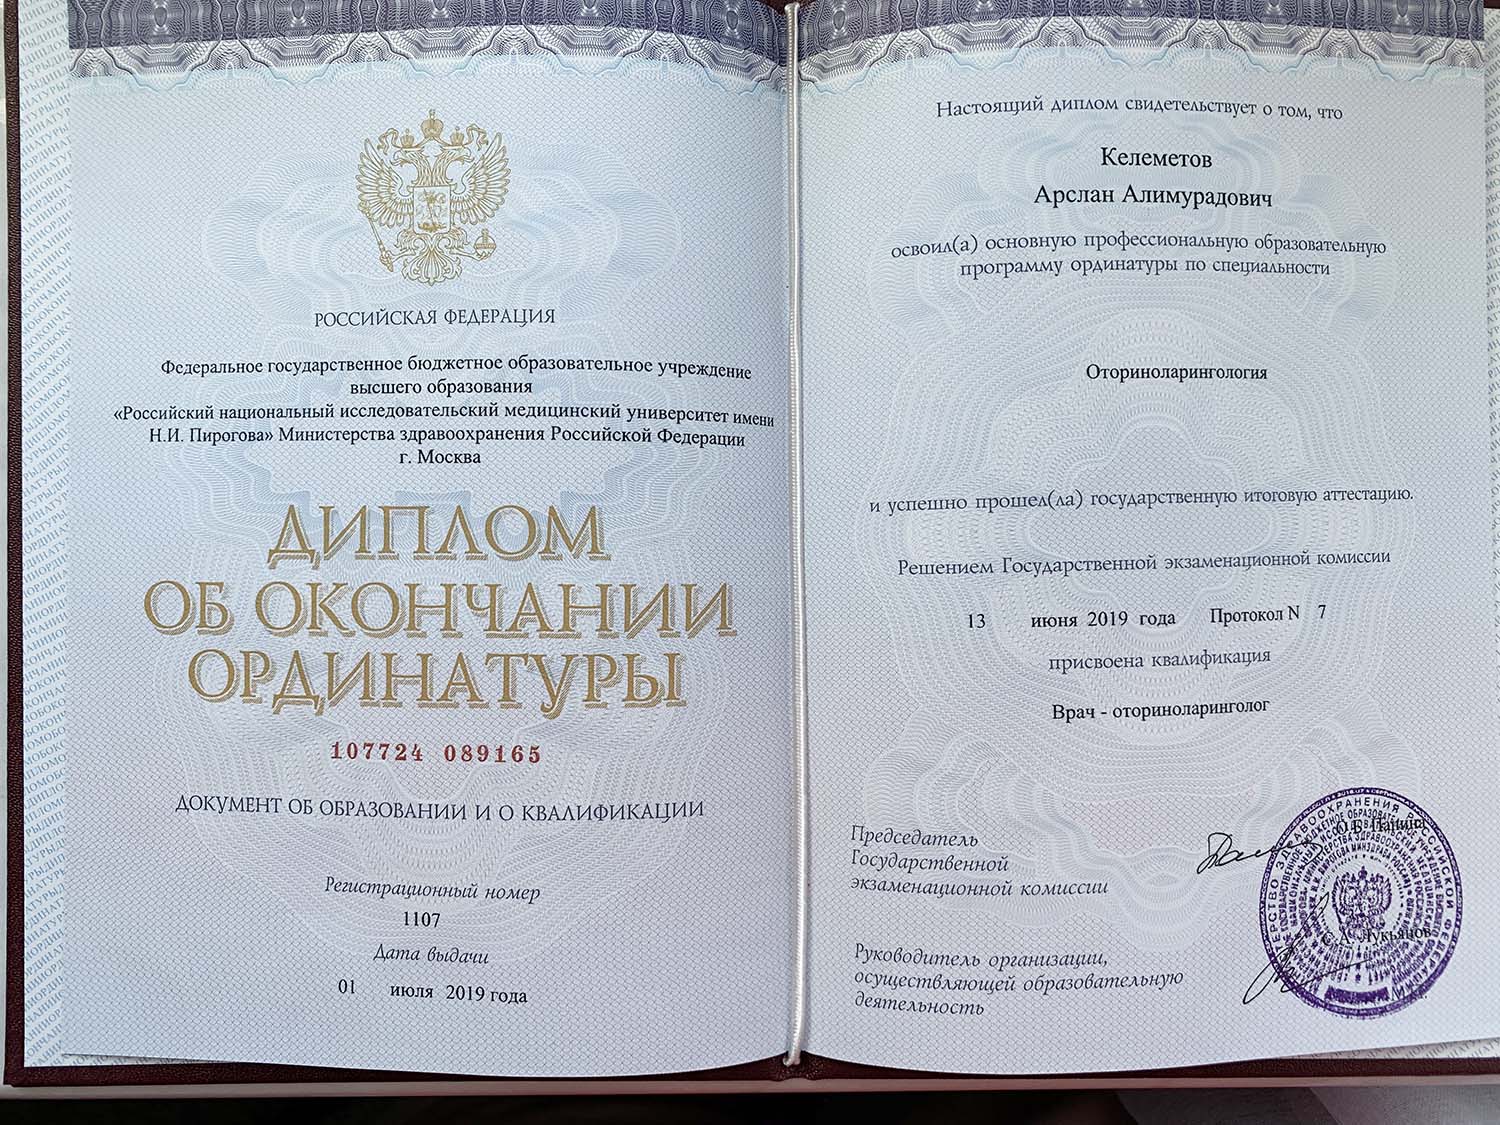 РОССИЙСКАЯ ФЕДЕРАЦИЯ
Федеральное государственное бюджетное образовательное учреждение
высшего образования
«Российский национальный исследовательский медицинский университет имени
Н.И. Пирогова» Министерства здравоохранения Российской Федерации
г. Москва
ДИПЛОМ
ОБ ОКОНЧАНИИ
ОРДИНАТУРЫ
107724 089165
ДОКУМЕНТ ОБ ОБРАЗОВАНИИ И О КВАЛИФИКАЦИИ
Регистрационный номер
1107
Дата выдачи
01 июля 2019 года
Настоящий диплом свидетельствует о том, что
Келеметов
Арслан Алимурадович
освоил(а) основную профессиональную образовательную
программу ординатуры по специальности
Оториноларингология
и успешно прошел(ла) государственную итоговую аттестацию.
Решением Государственной экзаменационной комиссии
13 июня 2019 года Протокол N 7
присвоена квалификация
Врач - оториноларинголог
Председатель
Государственной
экзаменационной комиссии
О.Б. Панина
Руководитель организации,
осуществляющей образовательную
деятельность
С.А. Лукьянов